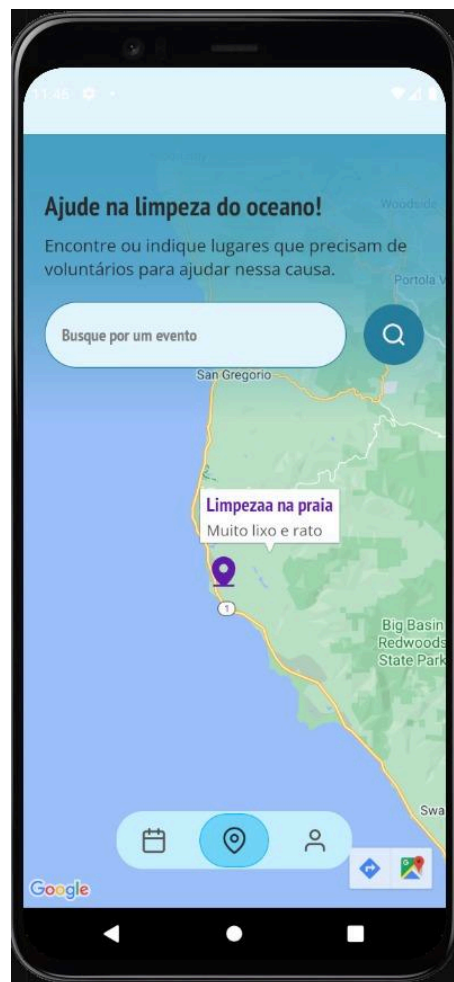 11:46
Woodside
Ajude na limpeza do oceano!
Encontre ou indique lugares que precisam de
voluntários para ajudar nessa causa.
Portola V
Busque por um evento
San Gregorio
Limpezaa na praia
Muito lixo e rato
1
Big Basin
Redwoods
State Park
Swa
Google